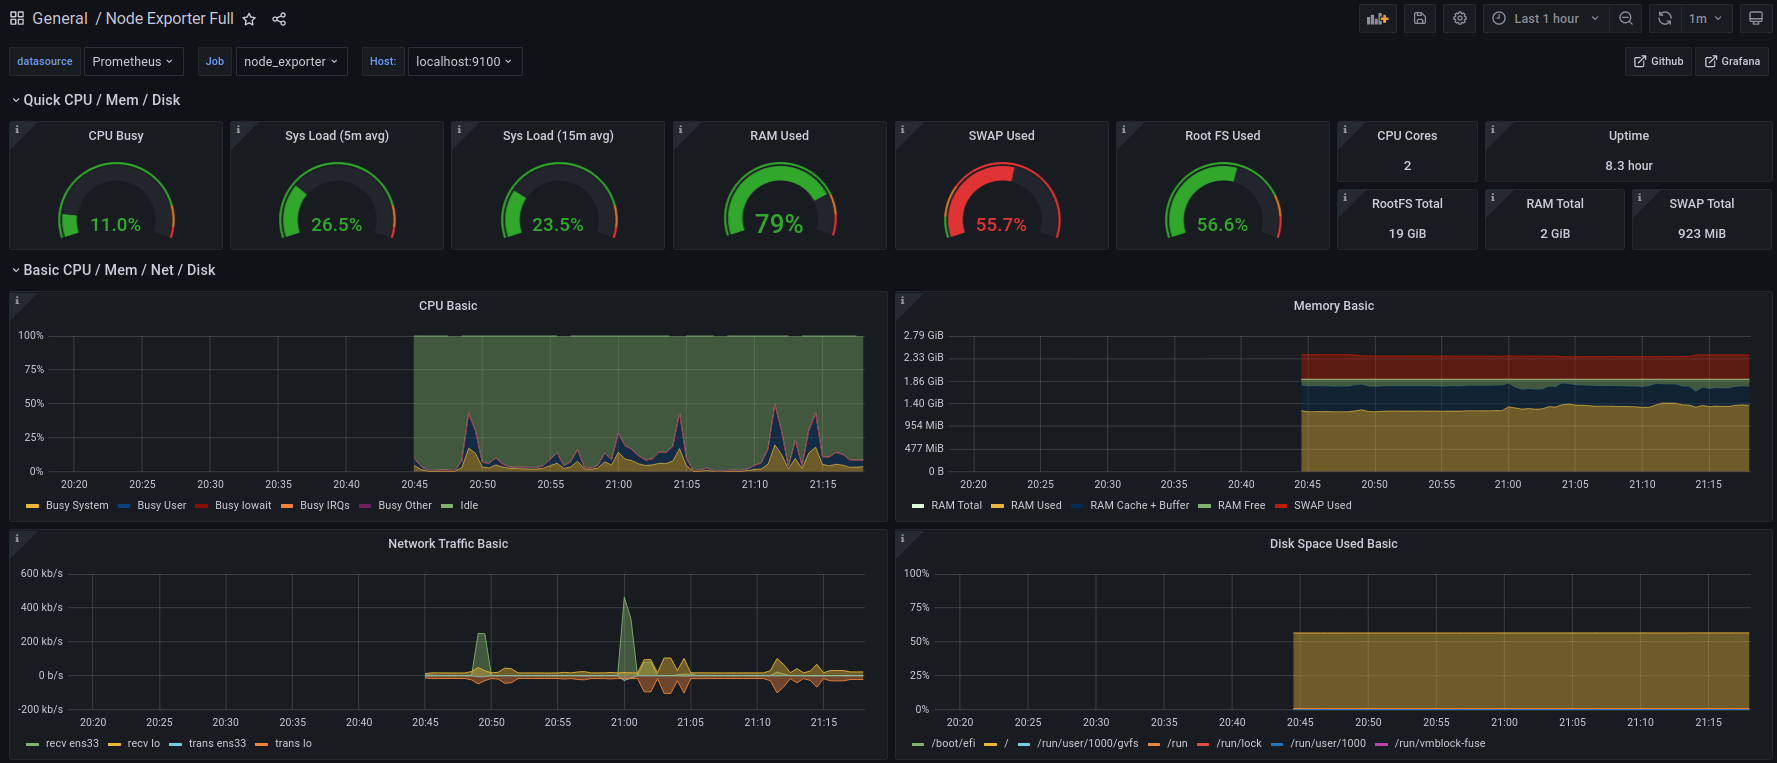 General / Node Exporter Full
Last 1 hour 1m
datasource Prometheus Job node_exporter Host: localhost:9100 Github Grafana
Quick CPU / Mem / Disk
CPU Busy
11.0%
Sys Load (5m avg)
26.5%
Sys Load (15m avg)
23.5%
RAM Used
79%
SWAP Used
55.7%
Root FS Used
56.6%
CPU Cores
2
Uptime
8.3 hour
RootFS Total
19 GiB
RAM Total
2 GiB
SWAP Total
923 MiB
Basic CPU / Mem / Net / Disk
CPU Basic
100%
75%
50%
25%
0%
20:20 20:25 20:30 20:35 20:40 20:45 20:50 20:55 21:00 21:05 21:10 21:15
Busy System Busy User Busy Iowait Busy IRQs Busy Other Idle
Memory Basic
2.79 GiB
2.33 GiB
1.86 GiB
1.40 GiB
954 MiB
477 MiB
0 B
20:20 20:25 20:30 20:35 20:40 20:45 20:50 20:55 21:00 21:05 21:10 21:15
RAM Total RAM Used RAM Cache + Buffer RAM Free SWAP Used
Network Traffic Basic
600 kb/s
400 kb/s
200 kb/s
0 b/s
-200 kb/s
20:20 20:25 20:30 20:35 20:40 20:45 20:50 20:55 21:00 21:05 21:10 21:15
recv ens33 recv lo trans ens33 trans lo
Disk Space Used Basic
100%
75%
50%
25%
0%
20:20 20:25 20:30 20:35 20:40 20:45 20:50 20:55 21:00 21:05 21:10 21:15
/boot/efi / /run/user/1000/gvfs /run /run/lock /run/user/1000 /run/vmblock-fuse